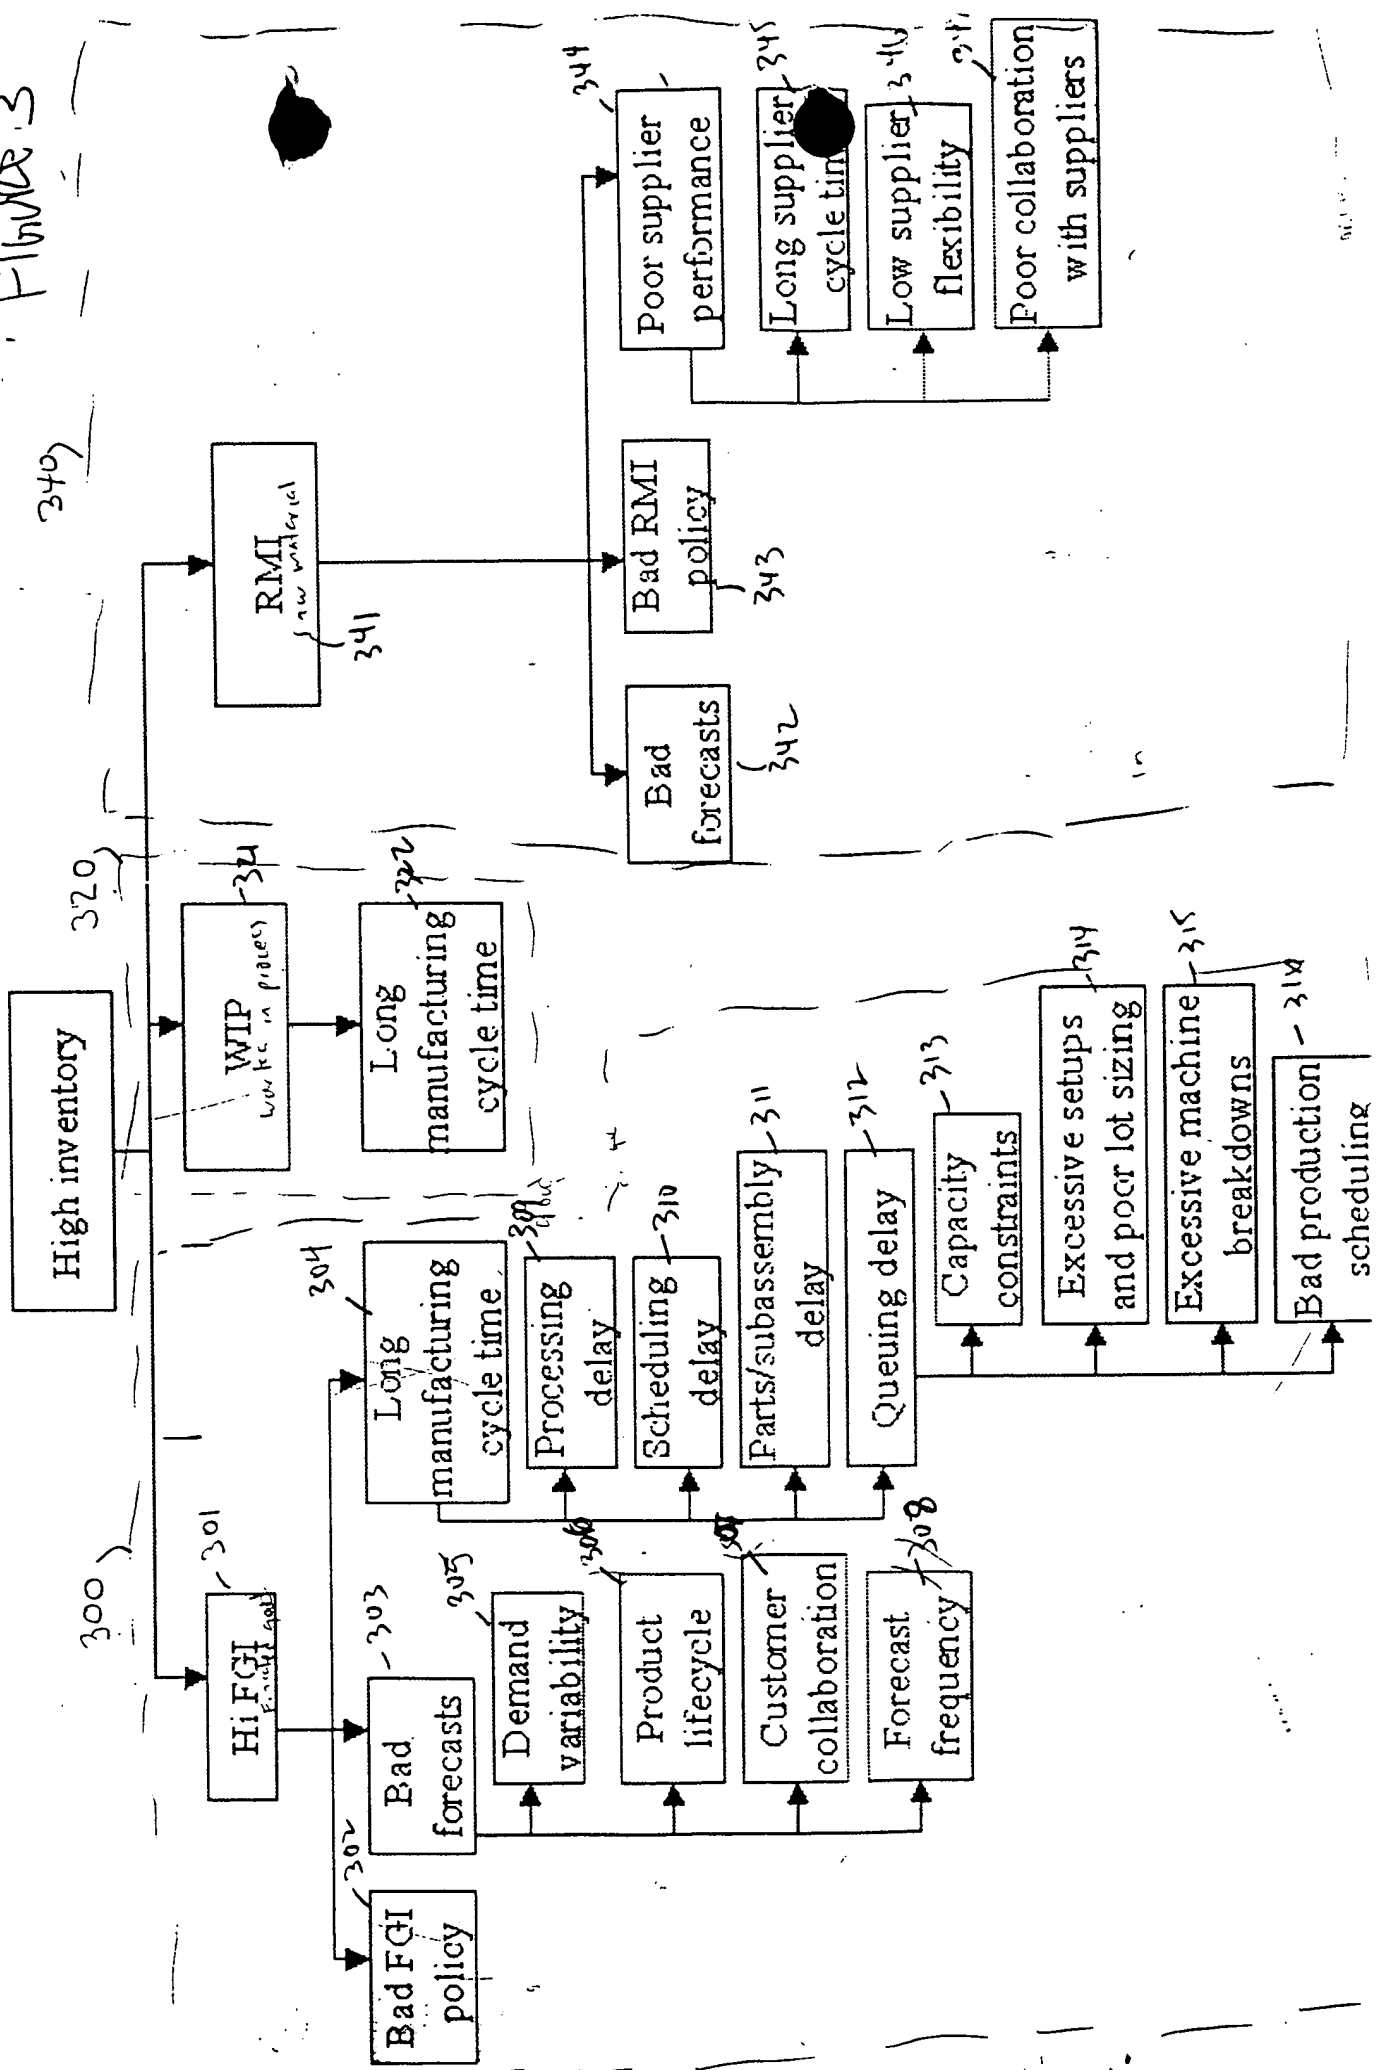 Figure 3
High inventory
300
320
340
Hi FGI
301
WIP
work in process
321
RMI
raw material
341
Bad FGI
policy
302
Bad
forecasts
303
Long
manufacturing
cycle time
304
Long
manufacturing
cycle time
322
Bad
forecasts
342
Bad RMI
policy
343
Poor supplier
performance
344
Demand
variability
305
Product
lifecycle
306
Customer
collaboration
Forecast
frequency
308
Processing
delay
309
Scheduling
delay
310
Parts/subassembly
delay
311
Queuing delay
312
Capacity
constraints
313
Excessive setups
and poor lot sizing
314
Excessive machine
breakdowns
315
Bad production
scheduling
Long supplier
cycle tim
345
Low supplier
flexibility
346
Poor collaboration
with suppliers